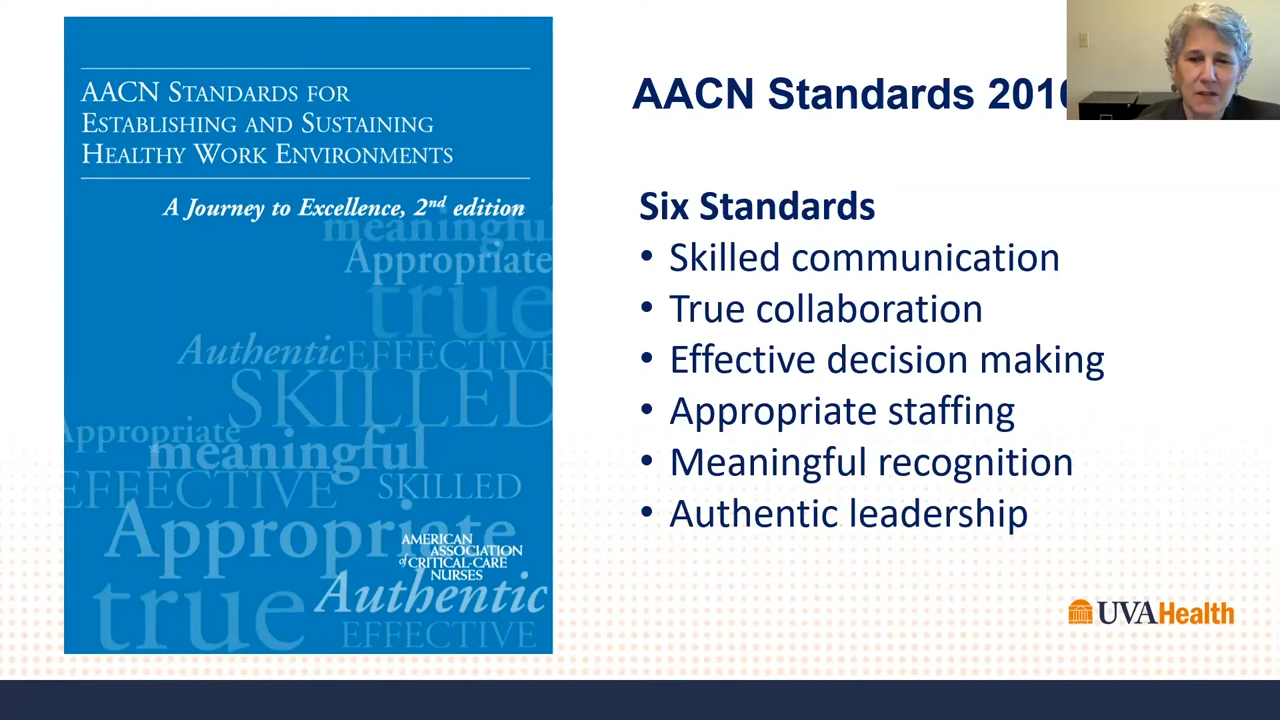 AACN STANDARDS FOR
ESTABLISHING AND SUSTAINING
HEALTHY WORK ENVIRONMENTS
A Journey to Excellence, 2nd edition
meaningful
Appropriate
true
Authentic EFFECTIVE
SKILLED
Appropriate
meaningful
EFFECTIVE SKILLED
Appropriate
AMERICAN
ASSOCIATION
of CRITICAL-CARE
NURSES
true Authentic
EFFECTIVE
AACN Standards 201
Six Standards
• Skilled communication
• True collaboration
• Effective decision making
• Appropriate staffing
• Meaningful recognition
• Authentic leadership
UVAHealth